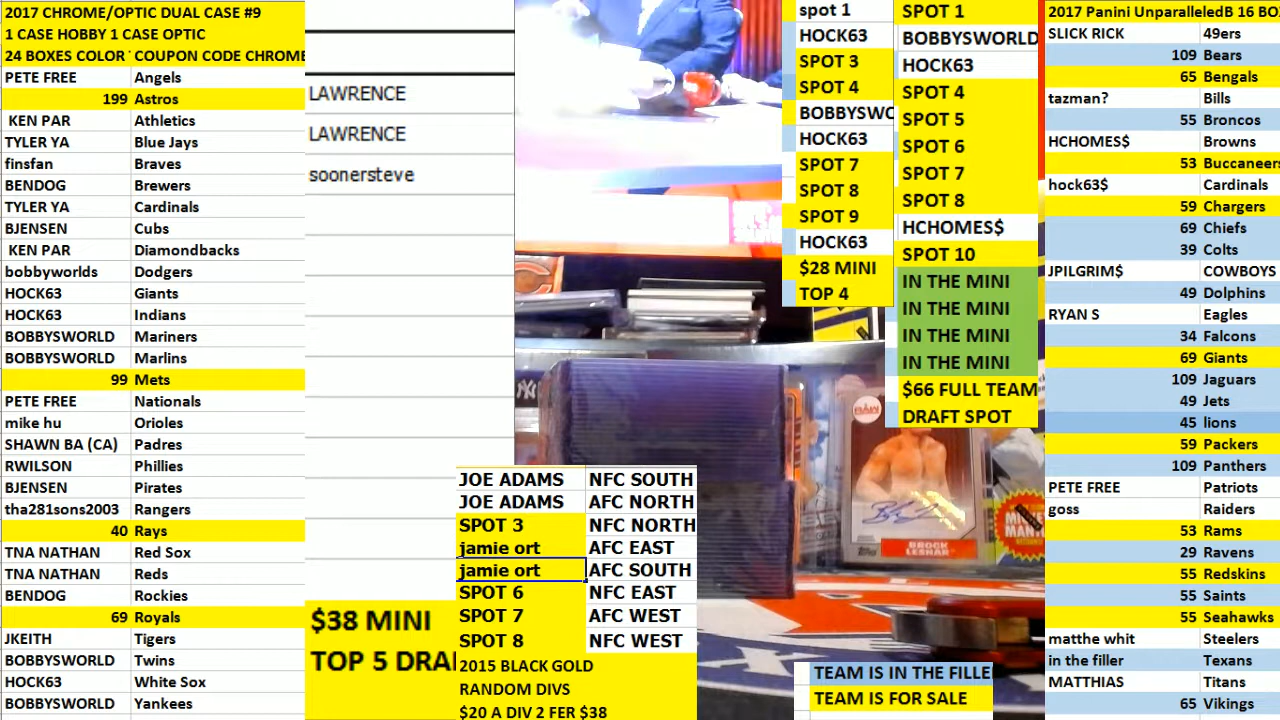 2017 CHROME/OPTIC DUAL CASE #9
1 CASE HOBBY 1 CASE OPTIC
24 BOXES COLOR COUPON CODE CHROME
PETE FREE Angels
199 Astros
KEN PAR Athletics
TYLER YA Blue Jays
finsfan Braves
BENDOG Brewers
TYLER YA Cardinals
BJENSEN Cubs
KEN PAR Diamondbacks
bobbyworlds Dodgers
HOCK63 Giants
HOCK63 Indians
BOBBYSWORLD Mariners
BOBBYSWORLD Marlins
99 Mets
PETE FREE Nationals
mike hu Orioles
SHAWN BA (CA) Padres
RWILSON Phillies
BJENSEN Pirates
tha281sons2003 Rangers
40 Rays
TNA NATHAN Red Sox
TNA NATHAN Reds
BENDOG Rockies
69 Royals
JKEITH Tigers
BOBBYSWORLD Twins
HOCK63 White Sox
BOBBYSWORLD Yankees
LAWRENCE
LAWRENCE
soonersteve
$38 MINI
TOP 5 DRA
JOE ADAMS NFC SOUTH
JOE ADAMS AFC NORTH
SPOT 3 NFC NORTH
jamie ort AFC EAST
jamie ort AFC SOUTH
SPOT 6 NFC EAST
SPOT 7 AFC WEST
SPOT 8 NFC WEST
2015 BLACK GOLD
RANDOM DIVS
$20 A DIV 2 FER $38
spot 1
HOCK63
SPOT 3
SPOT 4
BOBBYSWO
HOCK63
SPOT 7
SPOT 8
SPOT 9
HOCK63
$28 MINI
TOP 4
SPOT 1
BOBBYSWORLD
HOCK63
SPOT 4
SPOT 5
SPOT 6
SPOT 7
SPOT 8
HCHOMES$
SPOT 10
IN THE MINI
IN THE MINI
IN THE MINI
IN THE MINI
$66 FULL TEAM
DRAFT SPOT
RAW
BROCK
LESNAR
Topps
TEAM IS IN THE FILLE
TEAM IS FOR SALE
2017 Panini UnparalleledB 16 BO
SLICK RICK 49ers
109 Bears
65 Bengals
tazman? Bills
55 Broncos
HCHOMES$ Browns
53 Buccaneers
hock63$ Cardinals
59 Chargers
69 Chiefs
39 Colts
JPILGRIM$ COWBOYS
49 Dolphins
RYAN S Eagles
34 Falcons
69 Giants
109 Jaguars
49 Jets
45 lions
59 Packers
109 Panthers
PETE FREE Patriots
goss Raiders
53 Rams
29 Ravens
55 Redskins
55 Saints
55 Seahawks
matthe whit Steelers
in the filler Texans
MATTHIAS Titans
65 Vikings